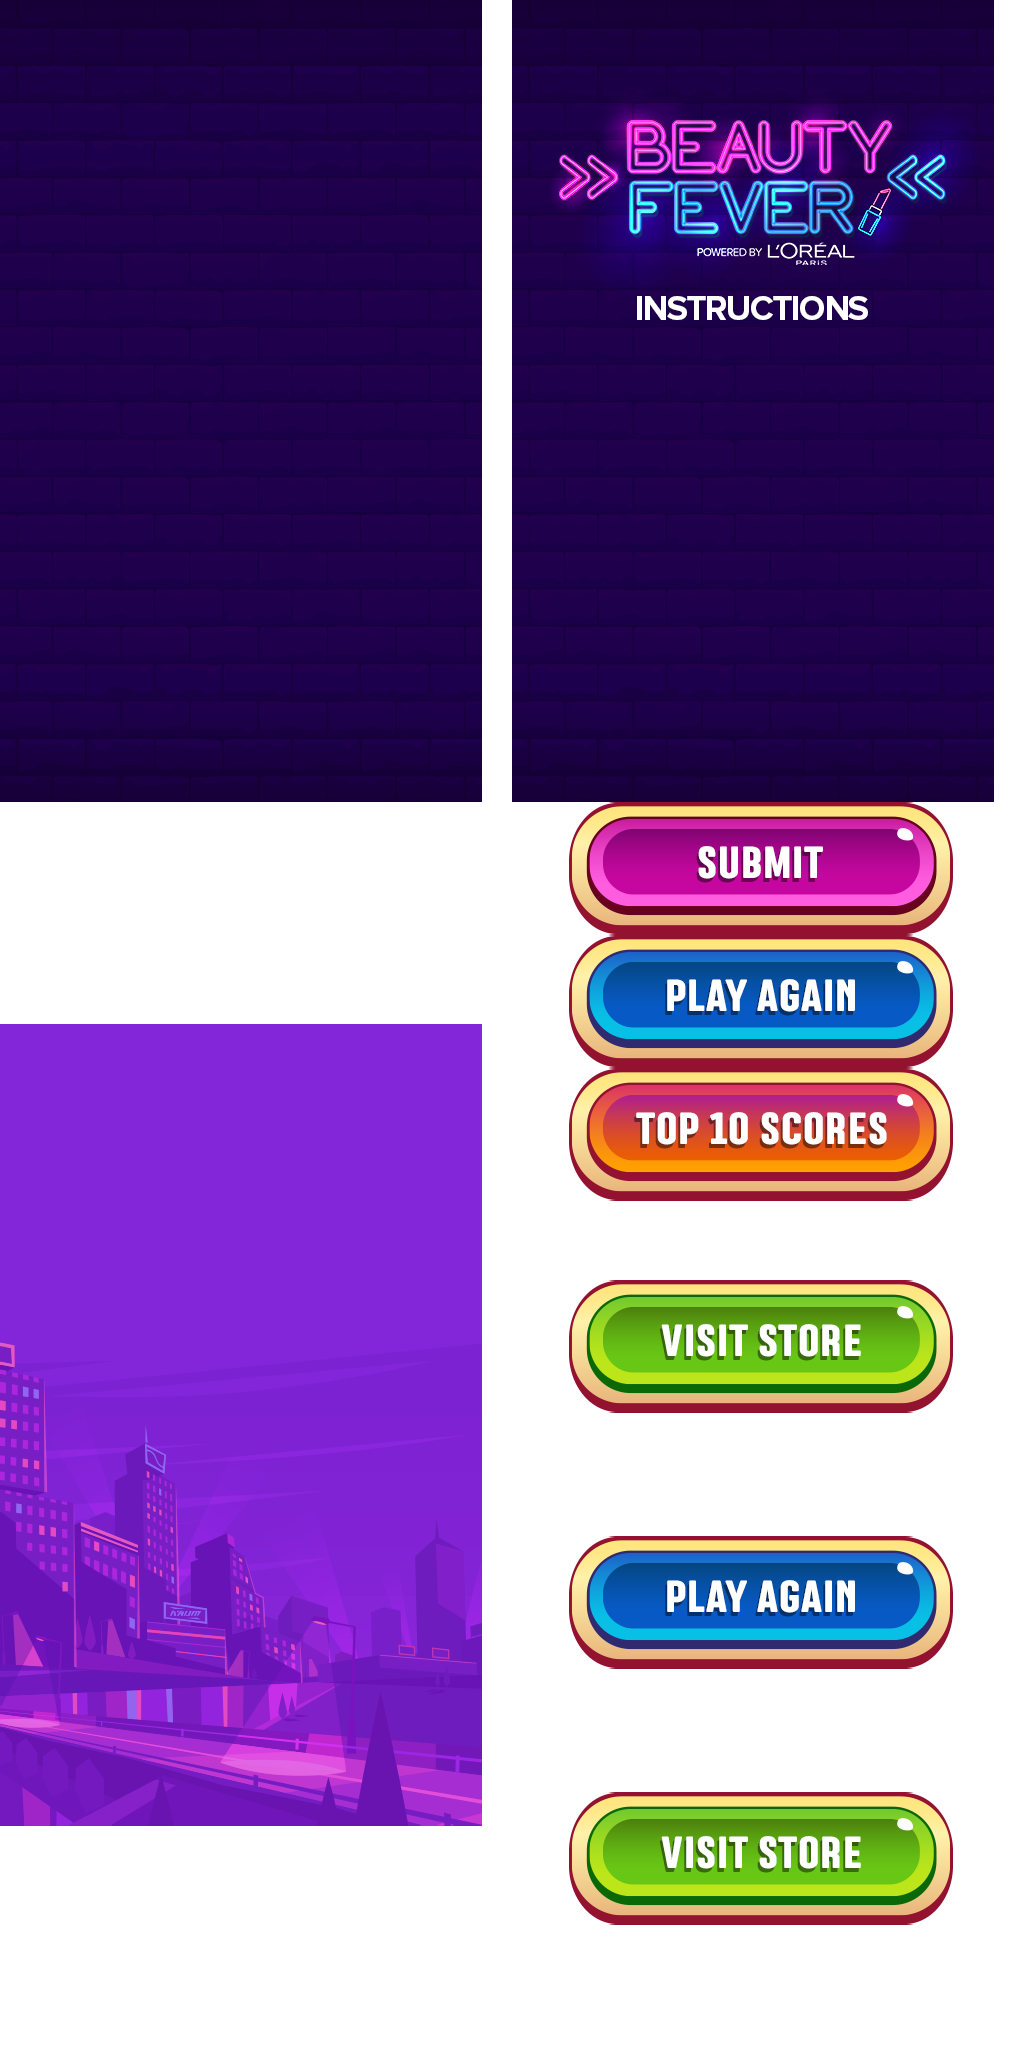 BEAUTY
FEVER
POWERED BY L'ORÉAL
PARIS
INSTRUCTIONS
SUBMIT
PLAY AGAIN
TOP 10 SCORES
VISIT STORE
PLAY AGAIN
VISIT STORE